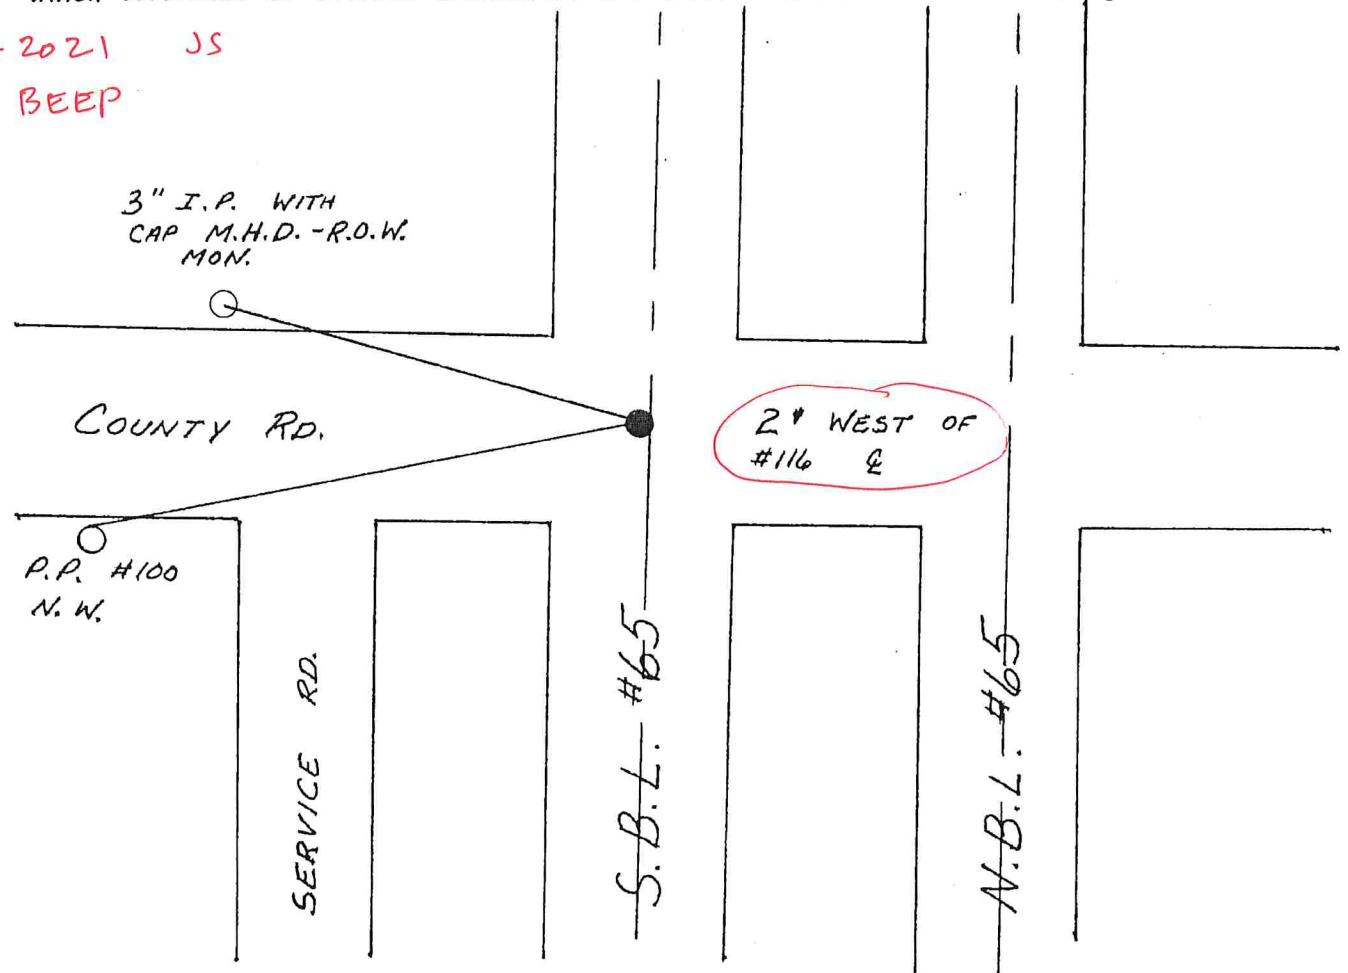 - 2021 JS
BEEP
3" I.P. WITH
CAP M.H.D. - R.O.W.
MON.
COUNTY RD.
2' WEST OF
#116 ℄
P.P. #100
N.W.
SERVICE RD.
S.B.L. #65
N.B.L. #65